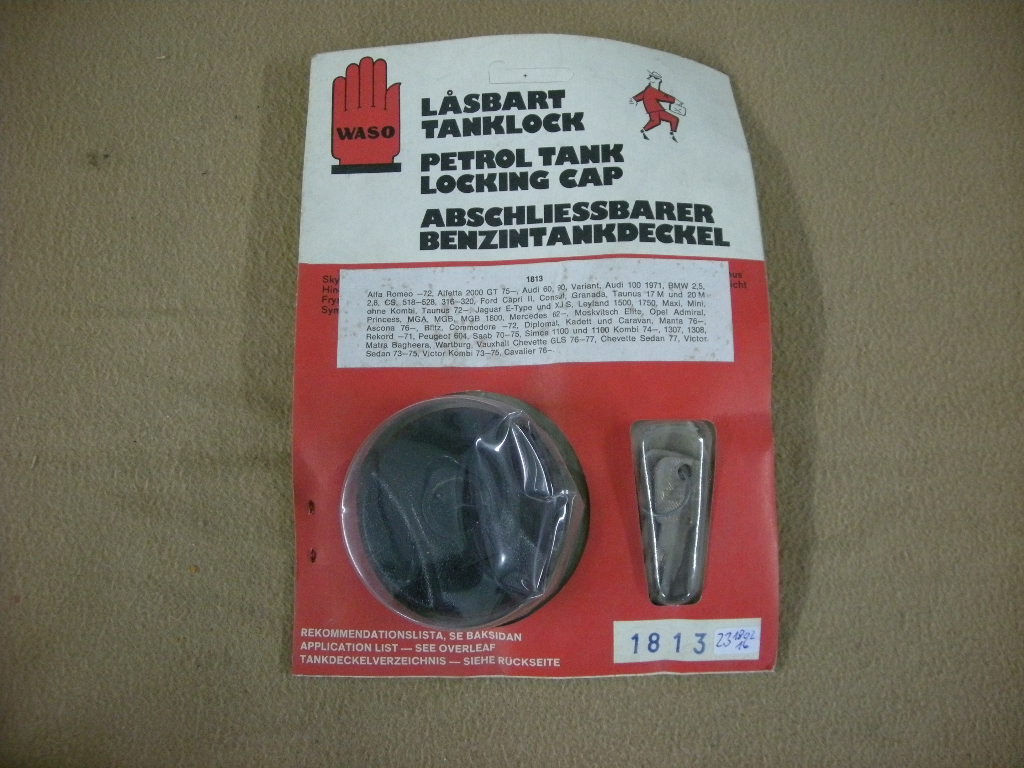 WASO
LÅSBART
TANKLOCK
PETROL TANK
LOCKING CAP
ABSCHLIESSBARER
BENZINTANKDECKEL
1813
Alfa Romeo –72, Alfetta 2000 GT 75–, Audi 60, 90, Variant, Audi 100 1971, BMW 2,5,
2,8, CS, 518–528, 316–320, Ford Capri II, Consul, Granada, Taunus 17 M und 20 M
ohne Kombi, Taunus 72– Jaguar E-Type und XJ S, Leyland 1500, 1750, Maxi, Mini,
Princess, MGA, MGB, MGB 1800, Mercedes 62–, Moskvitsch Elite, Opel Admiral,
Ascona 76–, Blitz, Commodore –72, Diplomat, Kadett und Caravan, Manta 76–,
Rekord –71, Peugeot 604, Saab 70–75, Simca 1100 und 1100 Kombi 74–, 1307, 1308,
Matra Bagheera, Wartburg, Vauxhall Chevette GLS 76–77, Chevette Sedan 77, Victor
Sedan 73–75, Victor Kombi 73–75, Cavalier 76–.
REKOMMENDATIONSLISTA, SE BAKSIDAN
APPLICATION LIST — SEE OVERLEAF
TANKDECKELVERZEICHNIS — SIEHE RÜCKSEITE
1813